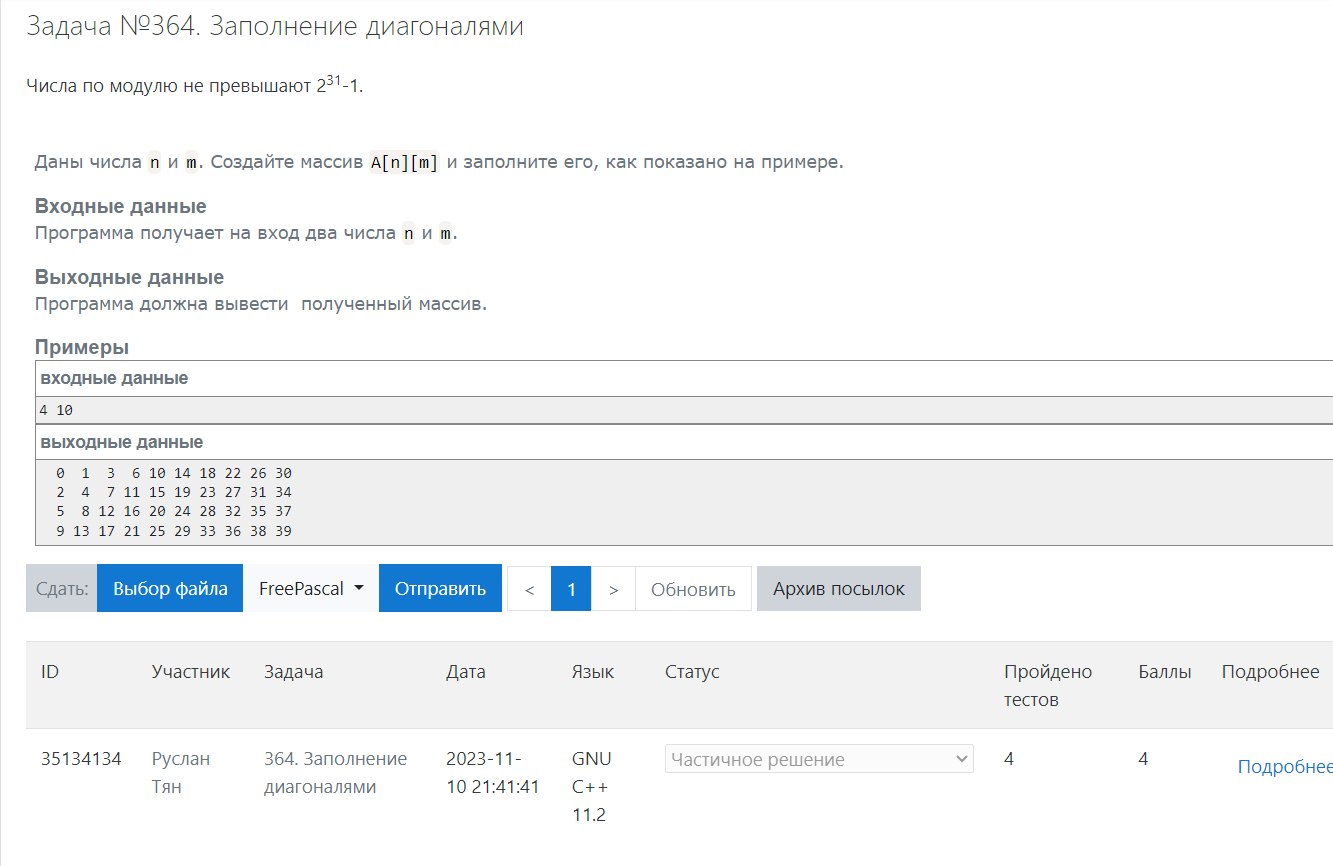 Задача №364. Заполнение диагоналями
Числа по модулю не превышают 2^31-1.
Даны числа n и m. Создайте массив A[n][m] и заполните его, как показано на примере.
Входные данные
Программа получает на вход два числа n и m.
Выходные данные
Программа должна вывести  полученный массив.
Примеры
входные данные
4 10
выходные данные
  0  1  3  6 10 14 18 22 26 30
  2  4  7 11 15 19 23 27 31 34
  5  8 12 16 20 24 28 32 35 37
  9 13 17 21 25 29 33 36 38 39
Сдать: Выбор файла FreePascal Отправить < 1 > Обновить Архив посылок
ID Участник Задача Дата Язык Статус Пройдено тестов Баллы Подробнее
35134134 Руслан Тян 364. Заполнение диагоналями 2023-11-10 21:41:41 GNU C++ 11.2 Частичное решение 4 4 Подробнее